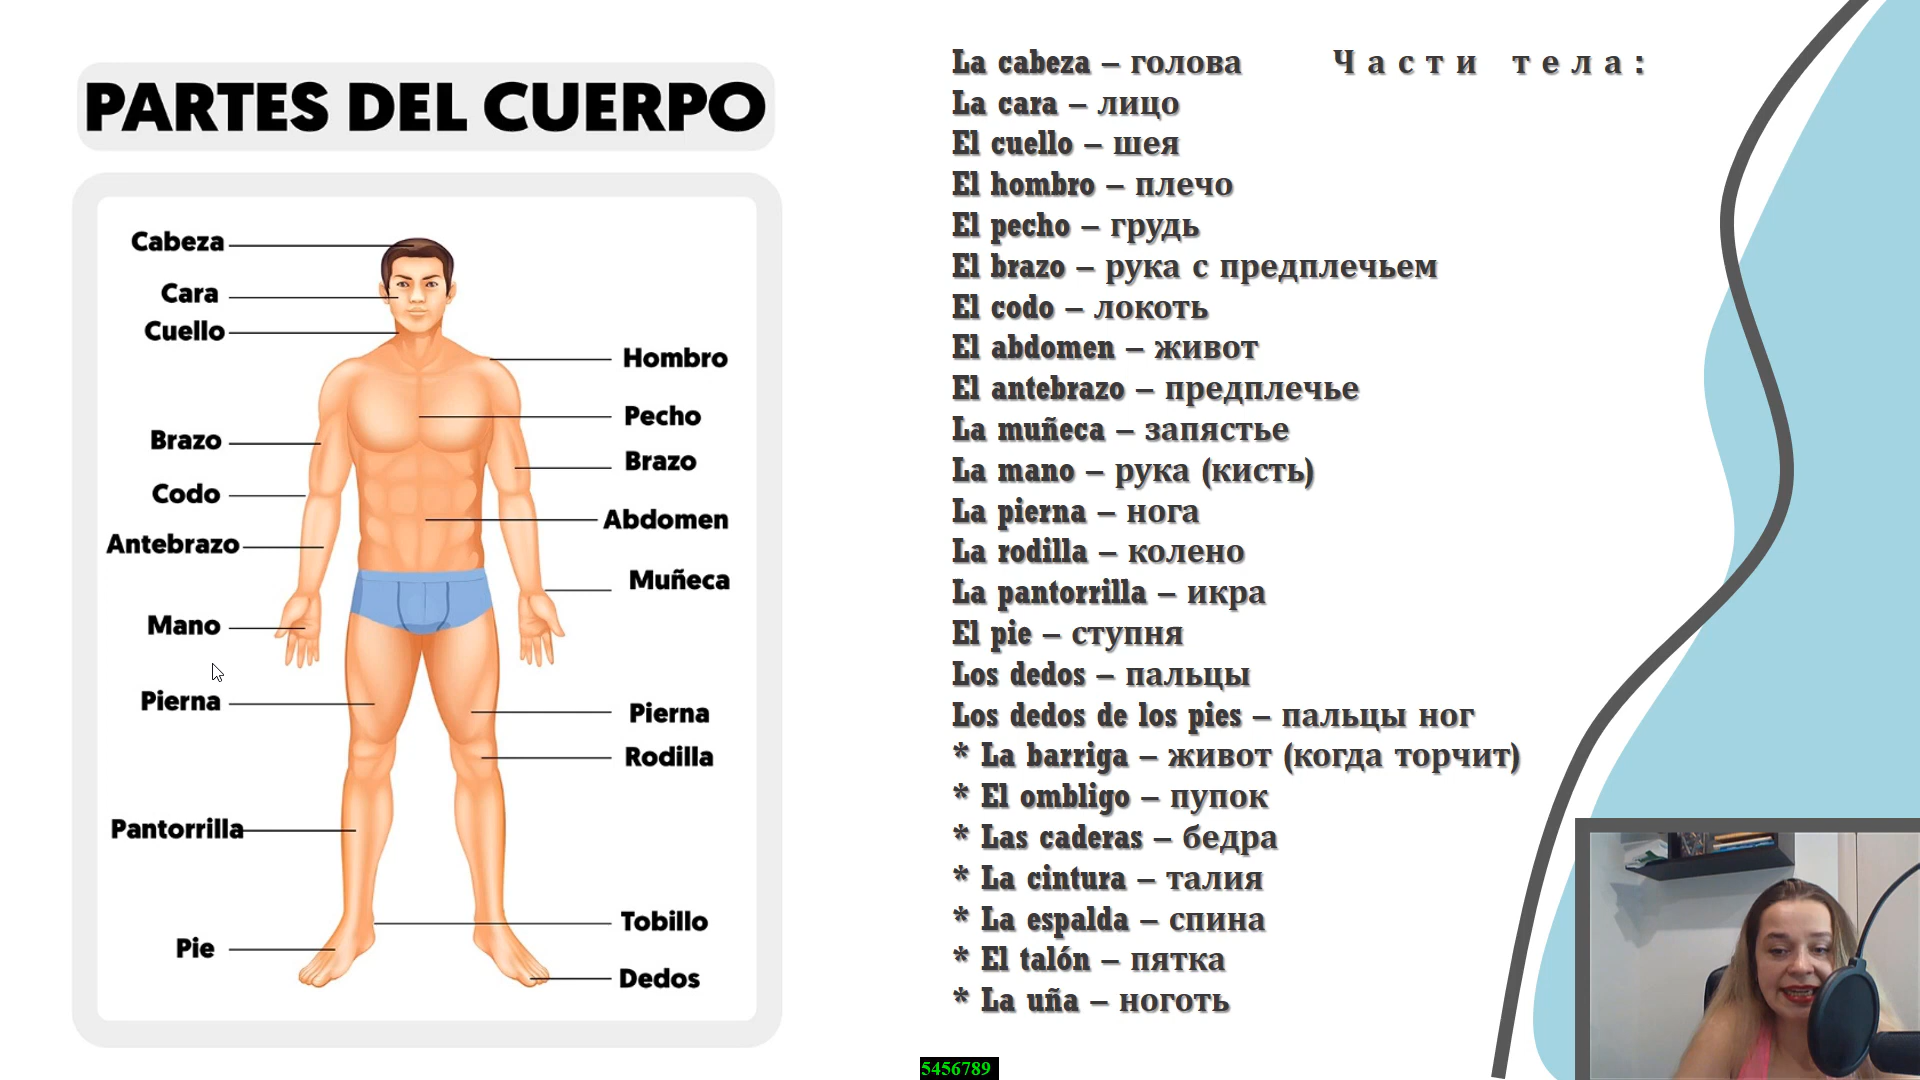 PARTES DEL CUERPO
Cabeza
Cara
Cuello
Hombro
Pecho
Brazo
Brazo
Codo
Abdomen
Antebrazo
Muñeca
Mano
Pierna
Pierna
Rodilla
Pantorrilla
Tobillo
Pie
Dedos
Части тела:
La cabeza – голова
La cara – лицо
El cuello – шея
El hombro – плечо
El pecho – грудь
El brazo – рука с предплечьем
El codo – локоть
El abdomen – живот
El antebrazo – предплечье
La muñeca – запястье
La mano – рука (кисть)
La pierna – нога
La rodilla – колено
La pantorrilla – икра
El pie – ступня
Los dedos – пальцы
Los dedos de los pies – пальцы ног
* La barriga – живот (когда торчит)
* El ombligo – пупок
* Las caderas – бедра
* La cintura – талия
* La espalda – спина
* El talón – пятка
* La uña – ноготь
5456789